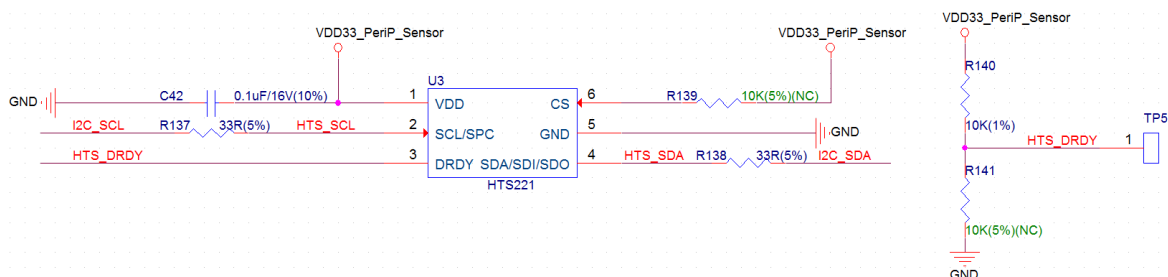 VDD33_PeriP_Sensor
VDD33_PeriP_Sensor
VDD33_PeriP_Sensor
U3
R140
GND
C42
0.1uF/16V(10%)
1
VDD
CS
6
R139
10K(5%)(NC)
I2C_SCL
R137
33R(5%)
HTS_SCL
2
SCL/SPC
GND
5
GND
10K(1%)
TP5
HTS_DRDY
3
DRDY
SDA/SDI/SDO
4
HTS_SDA
R138
33R(5%)
I2C_SDA
HTS_DRDY
1
HTS221
R141
10K(5%)(NC)
GND